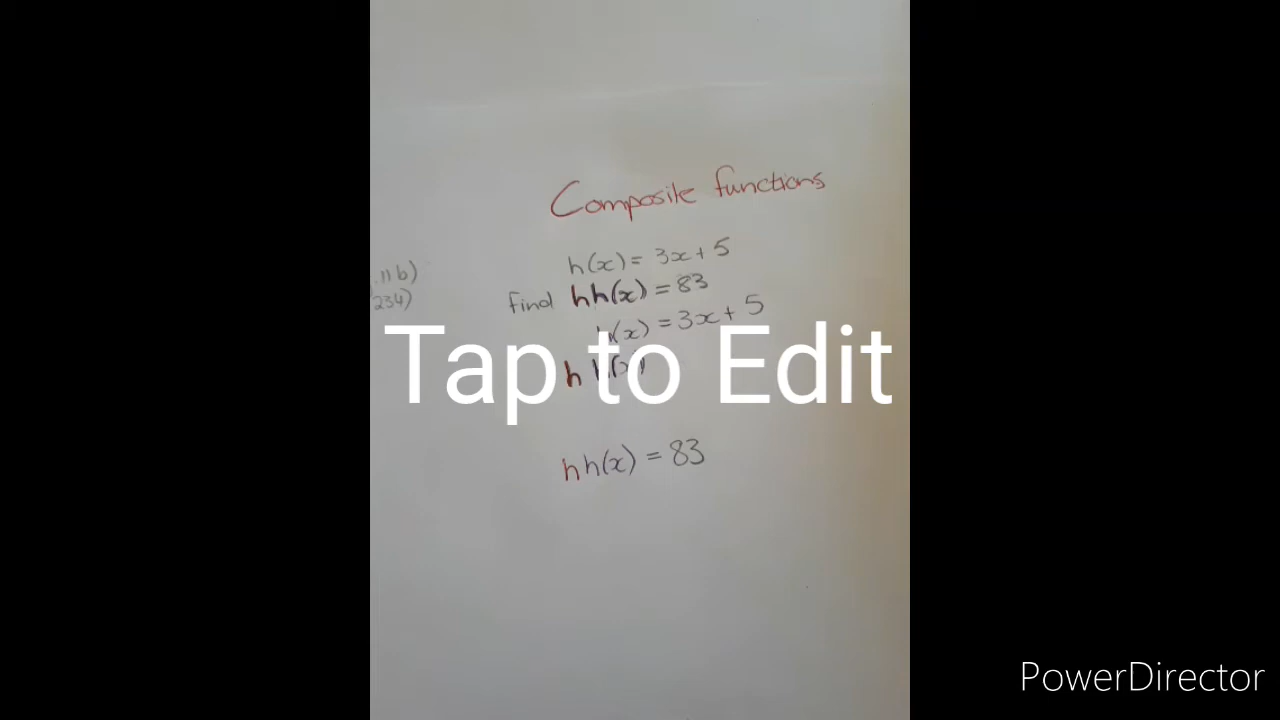 Composite functions
h(x) = 3x + 5
11b)
find hh(x) = 83
234)
h(x) = 3x + 5
Tap to Edit
h h(x)
hh(x) = 83
PowerDirector